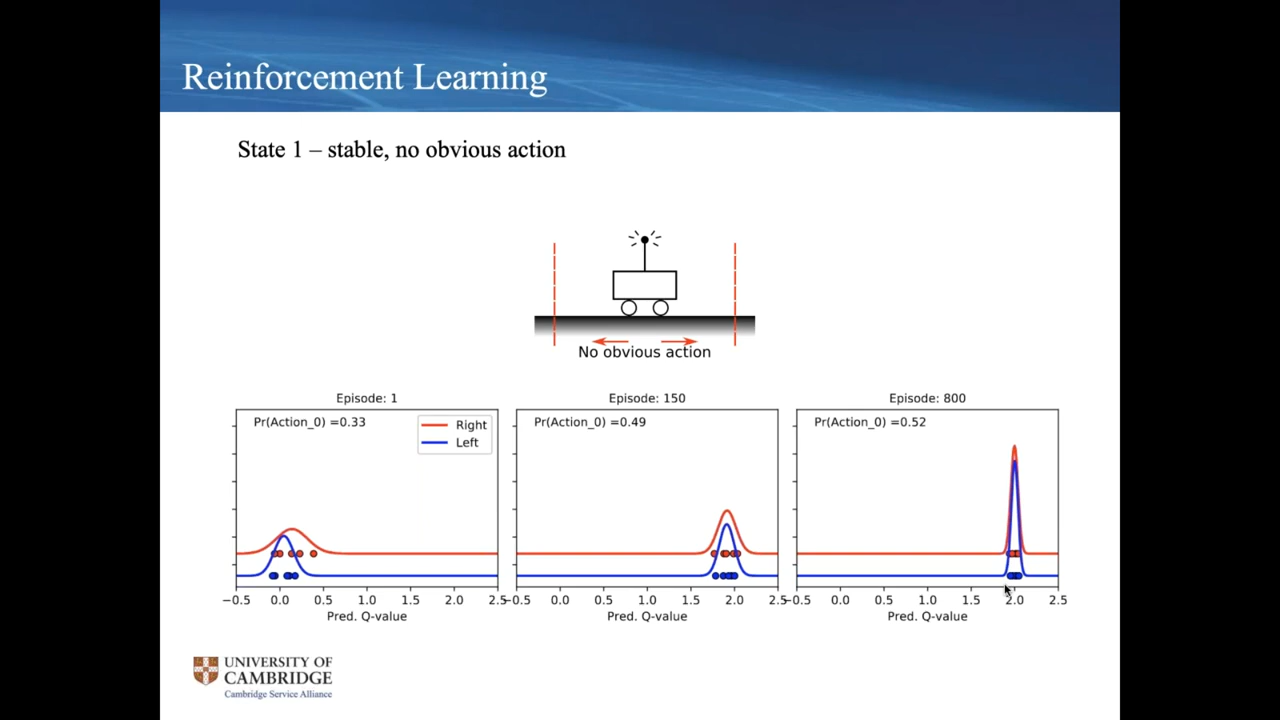 Reinforcement Learning
State 1 – stable, no obvious action
No obvious action
Episode: 1
Pr(Action_0) =0.33
Right
Left
−0.5 0.0 0.5 1.0 1.5 2.0 2.5
Pred. Q-value
Episode: 150
Pr(Action_0) =0.49
−0.5 0.0 0.5 1.0 1.5 2.0 2.5
Pred. Q-value
Episode: 800
Pr(Action_0) =0.52
−0.5 0.0 0.5 1.0 1.5 2.0 2.5
Pred. Q-value
UNIVERSITY OF
CAMBRIDGE
Cambridge Service Alliance